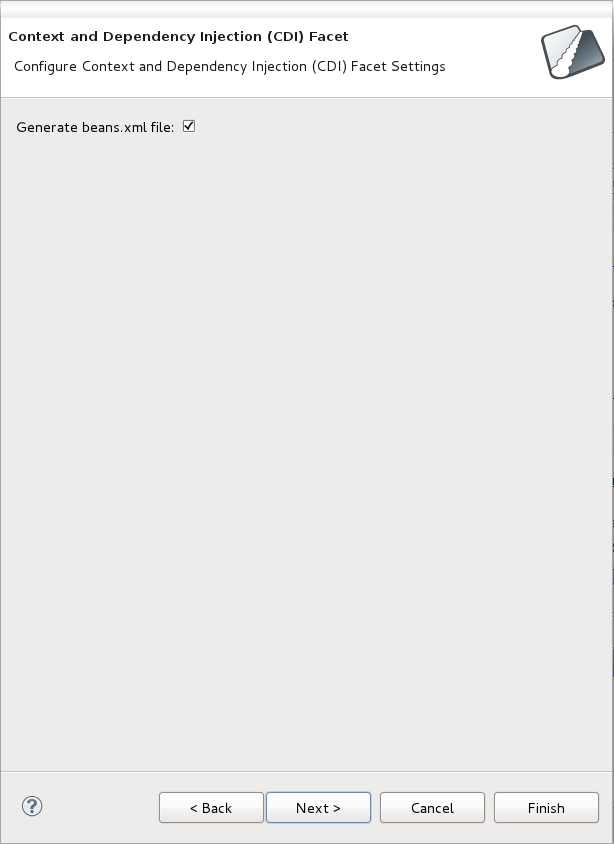 Context and Dependency Injection (CDI) Facet
Configure Context and Dependency Injection (CDI) Facet Settings
Generate beans.xml file:
?
< Back
Next >
Cancel
Finish